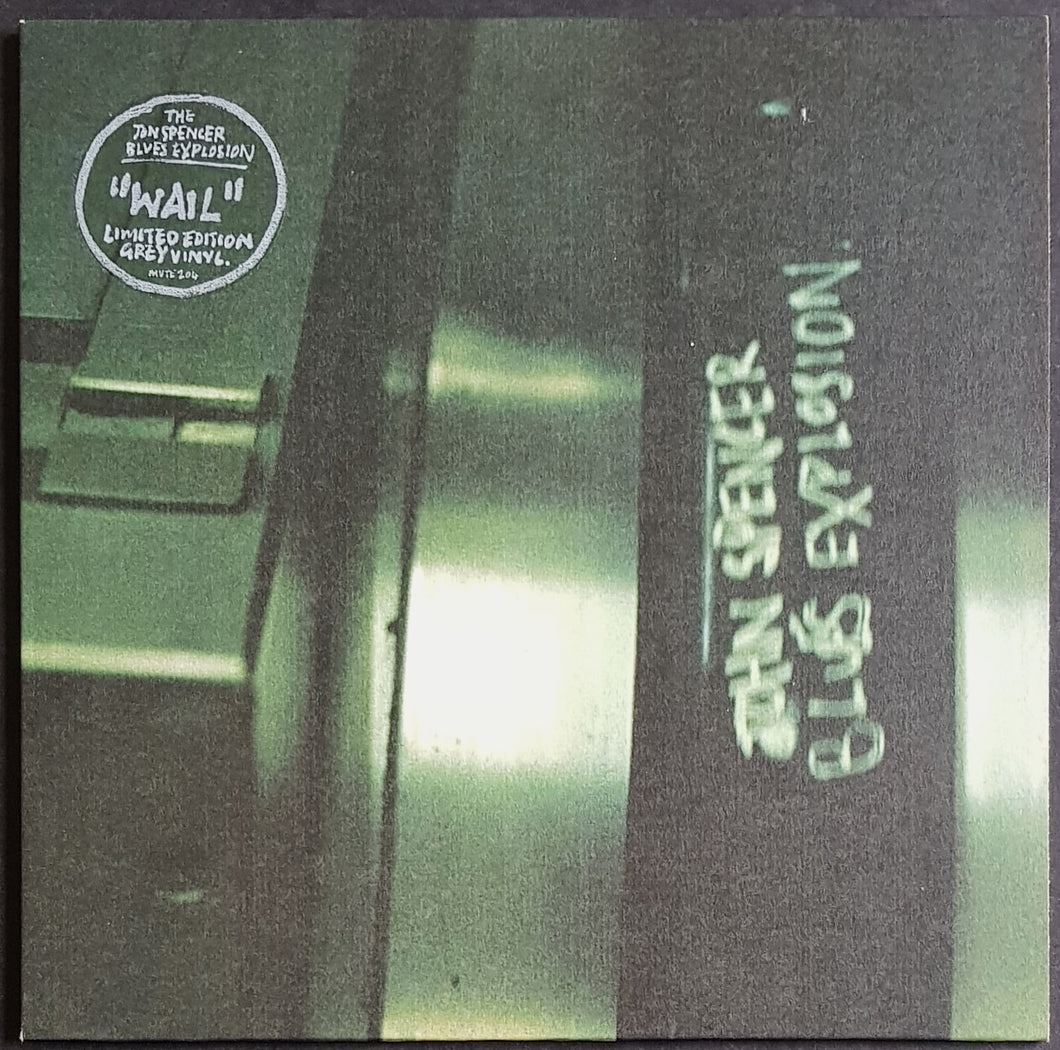 THE
JON SPENCER
BLUES EXPLOSION
"WAIL"
LIMITED EDITION
GREY VINYL.
MUTE 204
JOHN SPENCER
BLUES EXPLOSION.